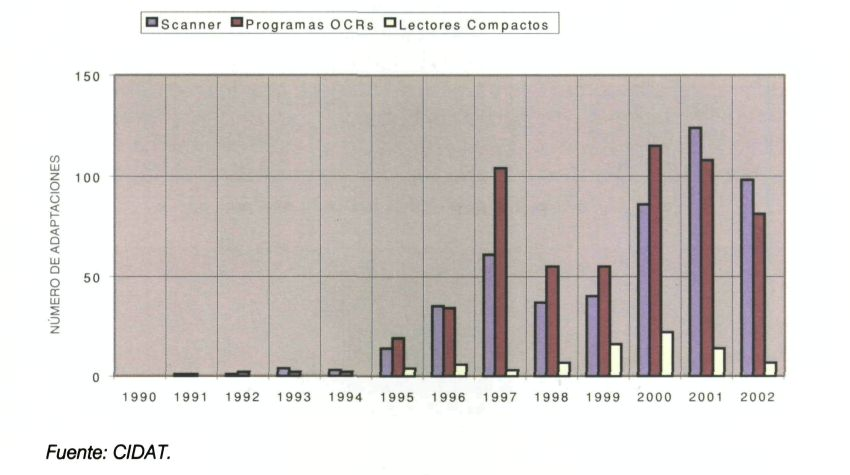 Scanner Programas OCRs Lectores Compactos
150
100
50
0
NÚMERO DE ADAPTACIONES
1990 1991 1992 1993 1994 1995 1996 1997 1998 1999 2000 2001 2002
Fuente: CIDAT.